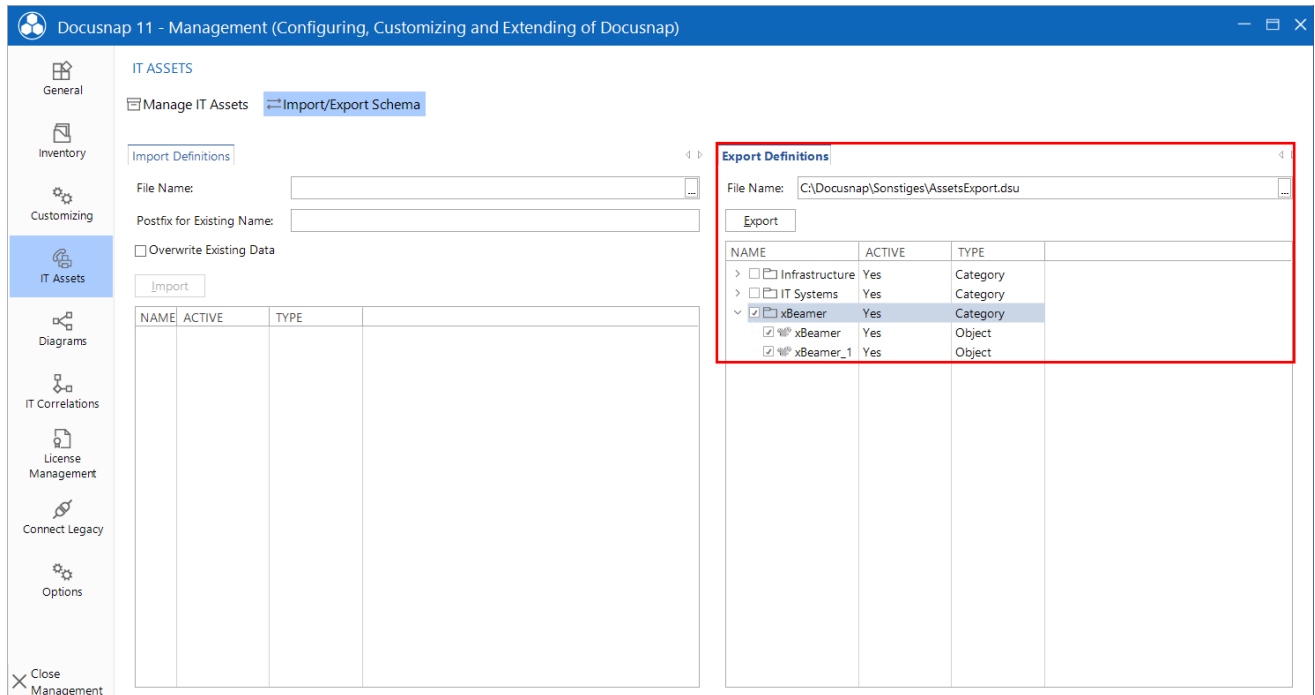 Docusnap 11 - Management (Configuring, Customizing and Extending of Docusnap)
General
Inventory
Customizing
IT Assets
Diagrams
IT Correlations
License
Management
Connect Legacy
Options
Close
Management
IT ASSETS
Manage IT Assets Import/Export Schema
Import Definitions
File Name: ...
Postfix for Existing Name:
Overwrite Existing Data
Import
NAME ACTIVE TYPE
Export Definitions
File Name: C:\Docusnap\Sonstiges\AssetsExport.dsu ...
Export
NAME ACTIVE TYPE
Infrastructure Yes Category
IT Systems Yes Category
xBeamer Yes Category
xBeamer Yes Object
xBeamer_1 Yes Object